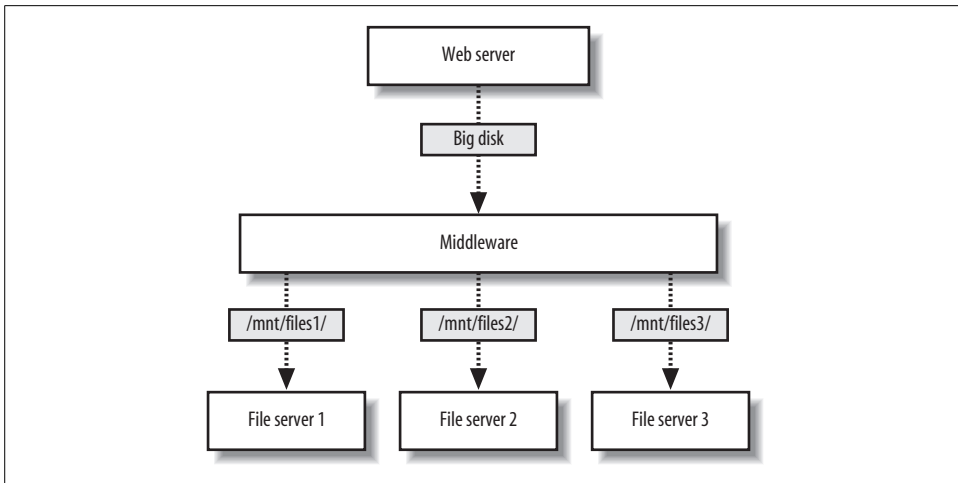 Web server
Big disk
Middleware
/mnt/files1/
/mnt/files2/
/mnt/files3/
File server 1
File server 2
File server 3